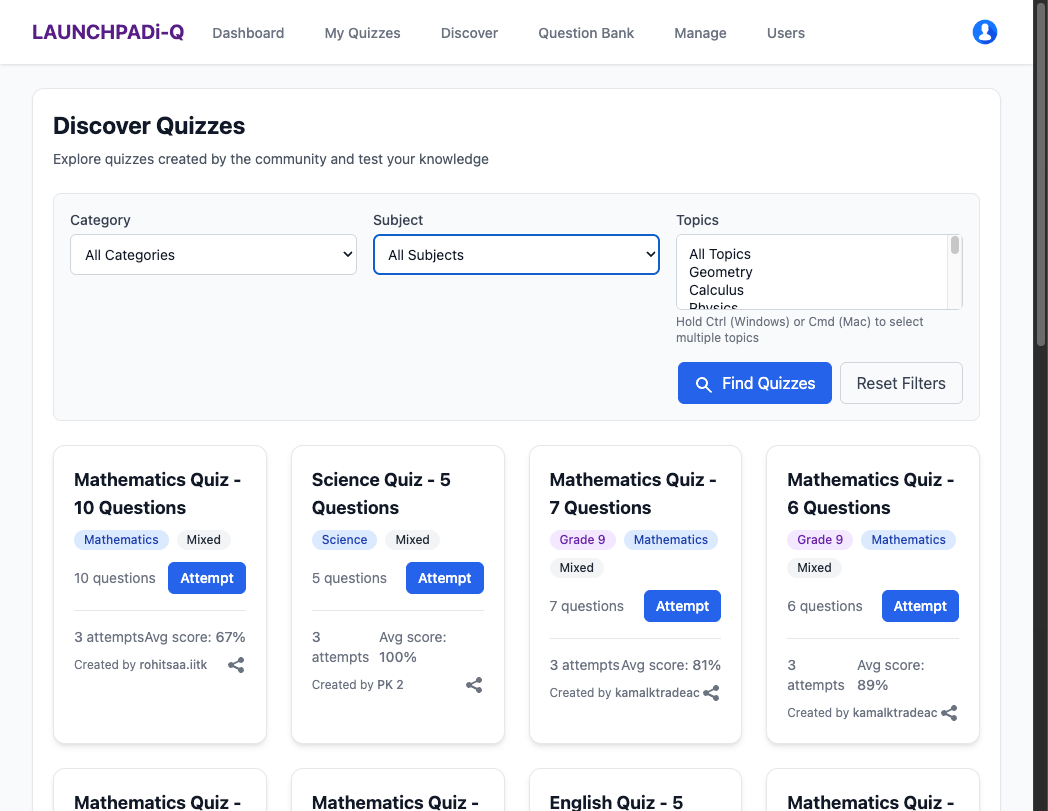 LAUNCHPADi-Q Dashboard My Quizzes Discover Question Bank Manage Users
Discover Quizzes
Explore quizzes created by the community and test your knowledge
Category
All Categories
Subject
All Subjects
Topics
All Topics
Geometry
Calculus
Physics
Hold Ctrl (Windows) or Cmd (Mac) to select
multiple topics
Find Quizzes Reset Filters
Mathematics Quiz -
10 Questions
Mathematics Mixed
10 questions Attempt
3 attemptsAvg score: 67%
Created by rohitsaa.iitk
Science Quiz - 5
Questions
Science Mixed
5 questions Attempt
3 Avg score:
attempts 100%
Created by PK 2
Mathematics Quiz -
7 Questions
Grade 9 Mathematics
Mixed
7 questions Attempt
3 attempts Avg score: 81%
Created by kamalktradeac
Mathematics Quiz -
6 Questions
Grade 9 Mathematics
Mixed
6 questions Attempt
3 Avg score:
attempts 89%
Created by kamalktradeac
Mathematics Quiz -
Mathematics Quiz -
English Quiz - 5
Mathematics Quiz -